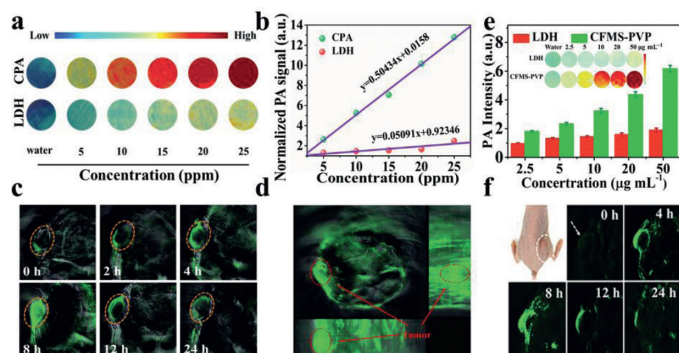 a
Low
High
CPA
LDH
water
5
10
15
20
25
Concentration (ppm)
b
Normalized PA signal (a.u.)
14
12
10
8
6
4
2
0
CPA
LDH
y=0.50434x+0.0158
y=0.05091x+0.92346
5 10 15 20 25
Concentration (ppm)
e
PA Intensity (a.u.)
8
6
4
2
0
LDH
CFMS-PVP
Water 2.5 5 10 20 50 μg mL⁻¹
LDH
CFMS-PVP
2.5 5 10 20 50
Concertration (μg mL⁻¹)
c
0 h
2 h
4 h
8 h
12 h
24 h
d
Tumor
f
0 h
4 h
8 h
12 h
24 h